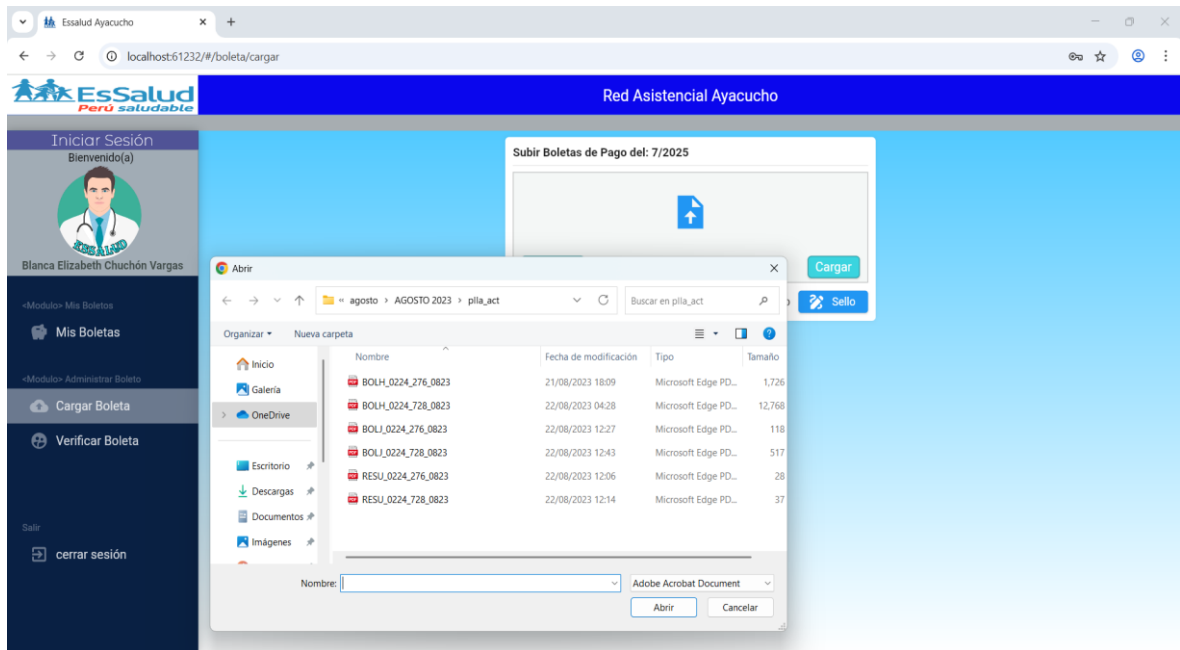 Essalud Ayacucho
localhost:61232/#/boleta/cargar
EsSalud
Perú saludable
Red Asistencial Ayacucho
Iniciar Sesión
Bienvenido(a)
ESSALUD
Blanca Elizabeth Chuchón Vargas
<Modulo> Mis Boletos
Mis Boletas
<Modulo> Administrar Boleto
Cargar Boleta
Verificar Boleta
Salir
cerrar sesión
Subir Boletas de Pago del: 7/2025
Cargar
Sello
Abrir
« agosto > AGOSTO 2023 > plla_act
Buscar en plla_act
Organizar
Nueva carpeta
Inicio
Galería
OneDrive
Escritorio
Descargas
Documentos
Imágenes
Nombre Fecha de modificación Tipo Tamaño
BOLH_0224_276_0823 21/08/2023 18:09 Microsoft Edge PD... 1,726
BOLH_0224_728_0823 22/08/2023 04:28 Microsoft Edge PD... 12,768
BOLJ_0224_276_0823 22/08/2023 12:27 Microsoft Edge PD... 118
BOLJ_0224_728_0823 22/08/2023 12:43 Microsoft Edge PD... 517
RESU_0224_276_0823 22/08/2023 12:06 Microsoft Edge PD... 28
RESU_0224_728_0823 22/08/2023 12:14 Microsoft Edge PD... 37
Nombre:
Adobe Acrobat Document
Abrir
Cancelar